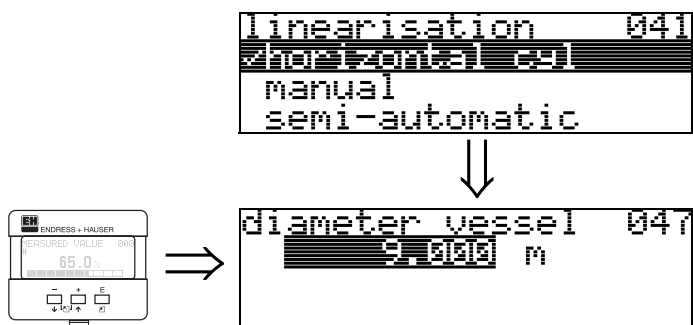 linearisation 041
✓horizontal cyl
manual
semi-automatic
diameter vessel 047
9.000 m
EH
ENDRESS + HAUSER
MEASURED VALUE 000
#
65.0 %
- + E